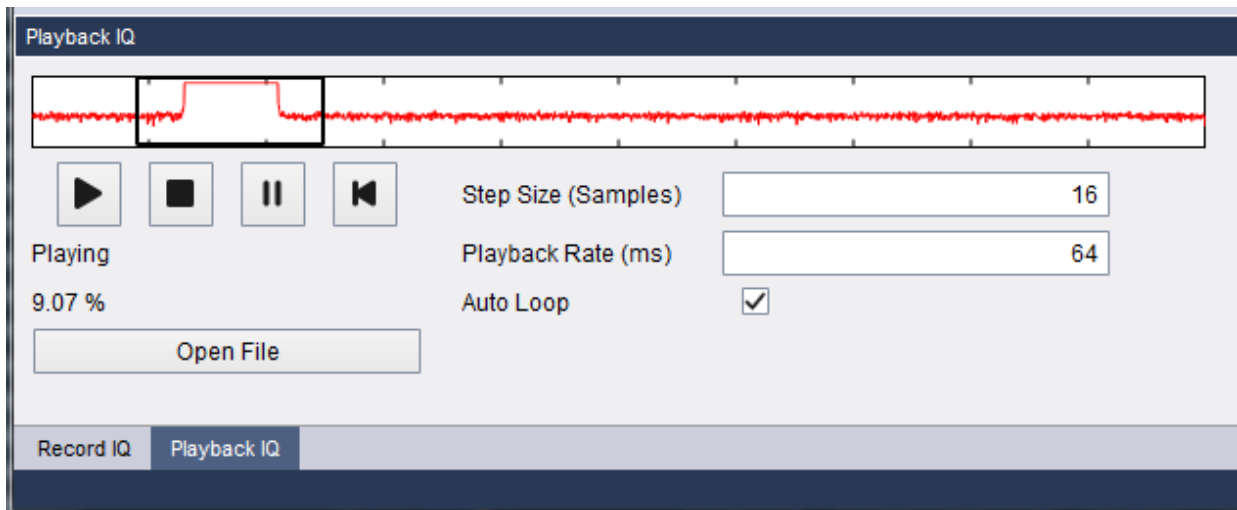 Playback IQ
Step Size (Samples) 16
Playing
Playback Rate (ms) 64
9.07 %
Auto Loop
Open File
Record IQ Playback IQ